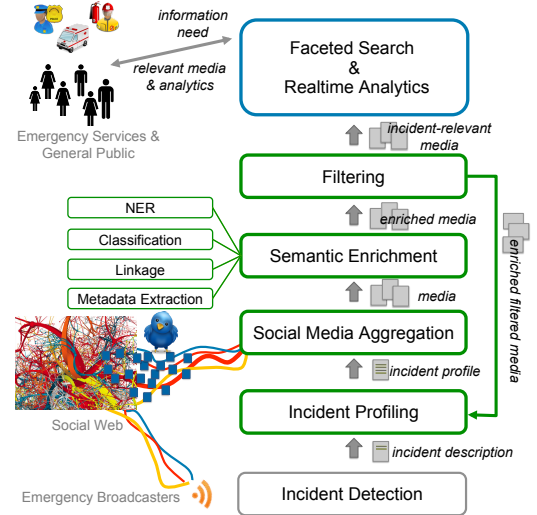 information
need
relevant media
& analytics
Emergency Services &
General Public
Faceted Search
&
Realtime Analytics
incident-relevant
media
Filtering
enriched media
enriched filtered media
NER
Classification
Linkage
Metadata Extraction
Semantic Enrichment
media
Social Media Aggregation
incident profile
Social Web
Incident Profiling
incident description
Emergency Broadcasters
Incident Detection